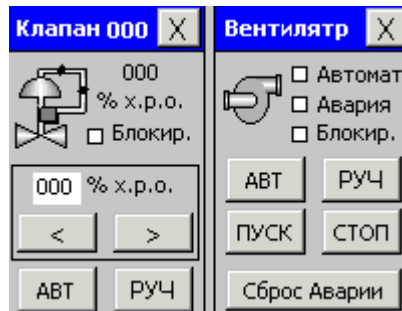 Клапан 000 X
000
% х.р.о.
Блокир.
000 % х.р.о.
< >
АВТ РУЧ
Вентилятр X
Автомат
Авария
Блокир.
АВТ РУЧ
ПУСК СТОП
Сброс Аварии